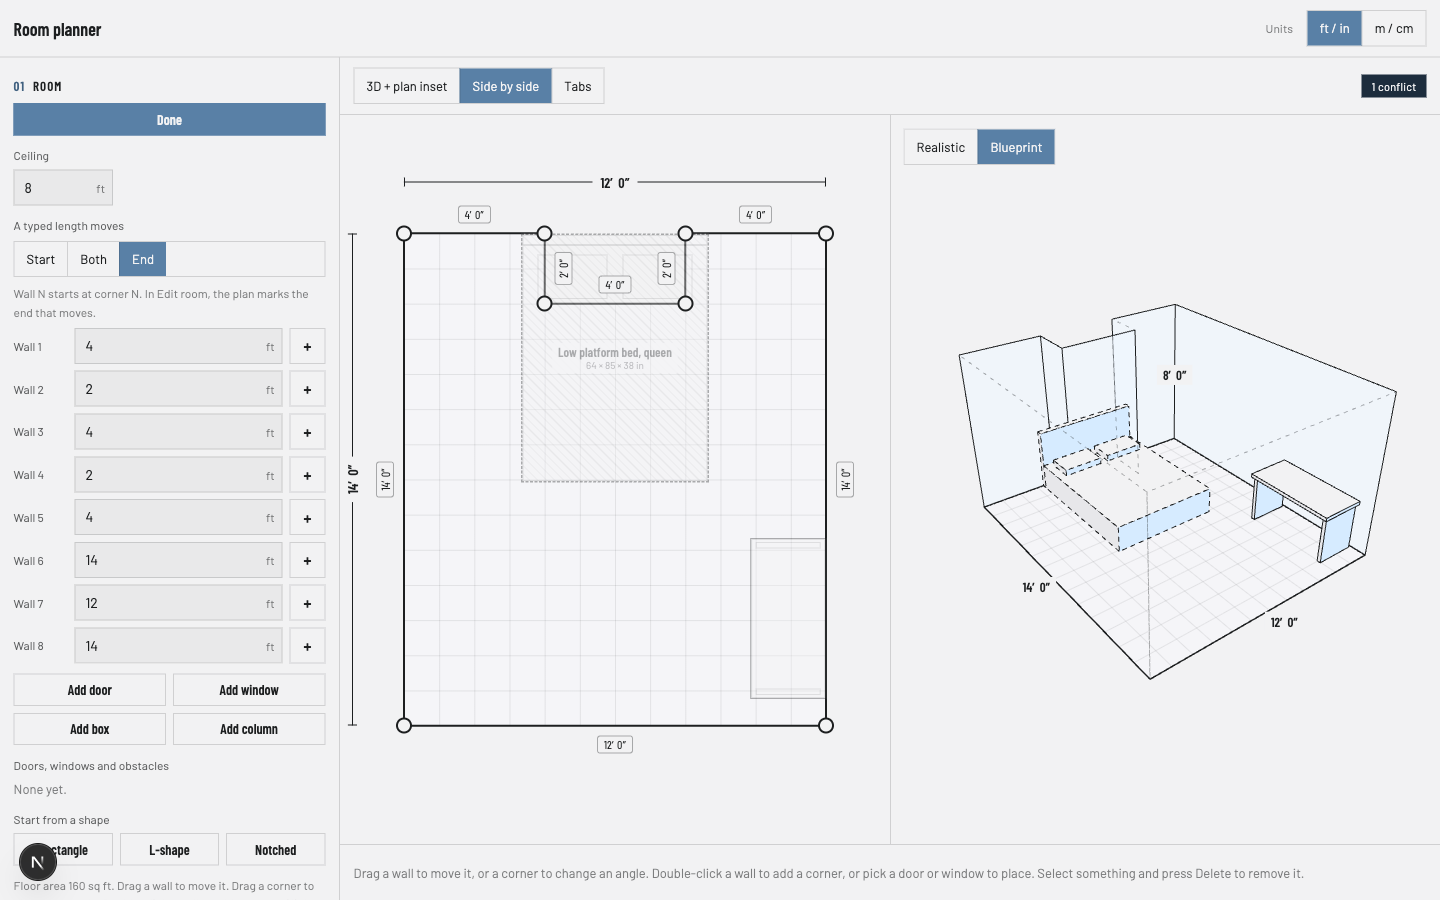 Room planner
Units
ft / in
m / cm
01 ROOM
Done
Ceiling
8 ft
A typed length moves
Start
Both
End
Wall N starts at corner N. In Edit room, the plan marks the
end that moves.
Wall 1
4 ft
+
Wall 2
2 ft
+
Wall 3
4 ft
+
Wall 4
2 ft
+
Wall 5
4 ft
+
Wall 6
14 ft
+
Wall 7
12 ft
+
Wall 8
14 ft
+
Add door
Add window
Add box
Add column
Doors, windows and obstacles
None yet.
Start from a shape
ctangle
L-shape
Notched
N
Floor area 160 sq ft. Drag a wall to move it. Drag a corner to
3D + plan inset
Side by side
Tabs
1 conflict
12′ 0″
4′ 0″
4′ 0″
2′ 0″
4′ 0″
2′ 0″
Low platform bed, queen
64 × 85 × 38 in
14′ 0″
14′ 0″
14′ 0″
12′ 0″
Realistic
Blueprint
8′ 0″
14′ 0″
12′ 0″
Drag a wall to move it, or a corner to change an angle. Double-click a wall to add a corner, or pick a door or window to place. Select something and press Delete to remove it.